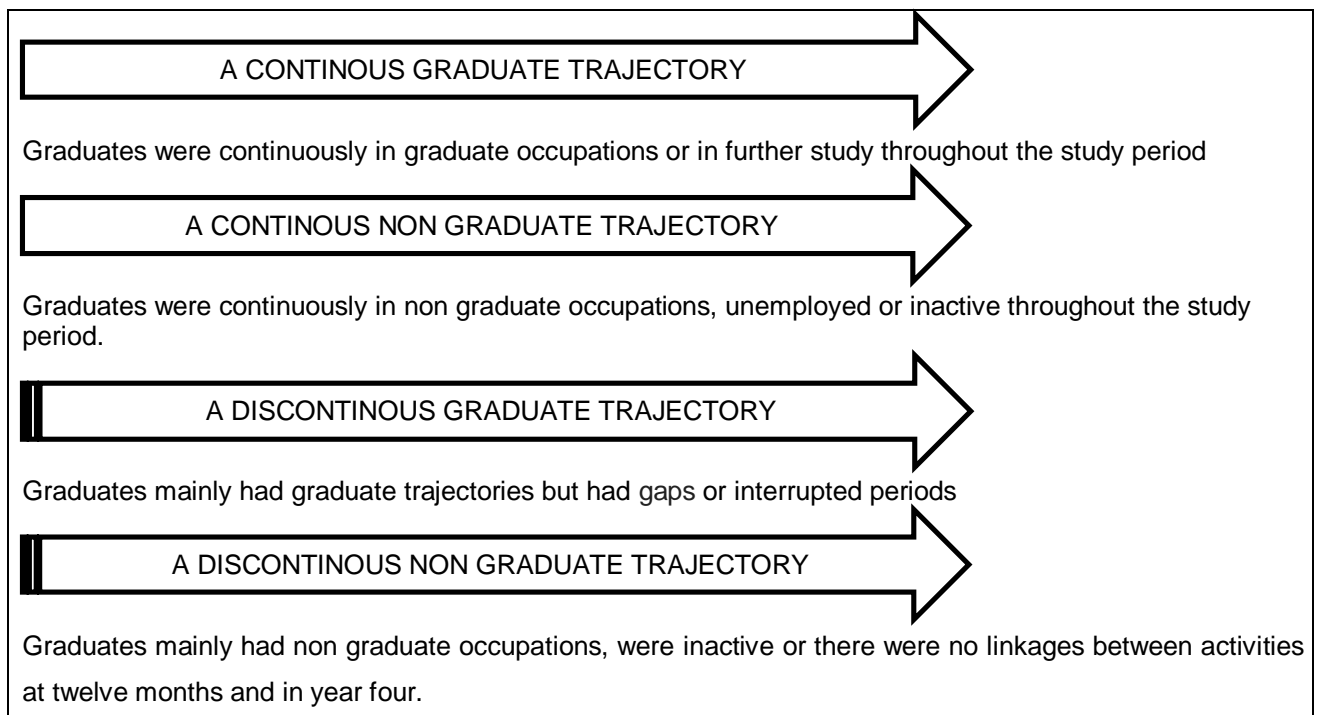 A CONTINOUS GRADUATE TRAJECTORY
Graduates were continuously in graduate occupations or in further study throughout the study period
A CONTINOUS NON GRADUATE TRAJECTORY
Graduates were continuously in non graduate occupations, unemployed or inactive throughout the study
period.
A DISCONTINOUS GRADUATE TRAJECTORY
Graduates mainly had graduate trajectories but had gaps or interrupted periods
A DISCONTINOUS NON GRADUATE TRAJECTORY
Graduates mainly had non graduate occupations, were inactive or there were no linkages between activities
at twelve months and in year four.